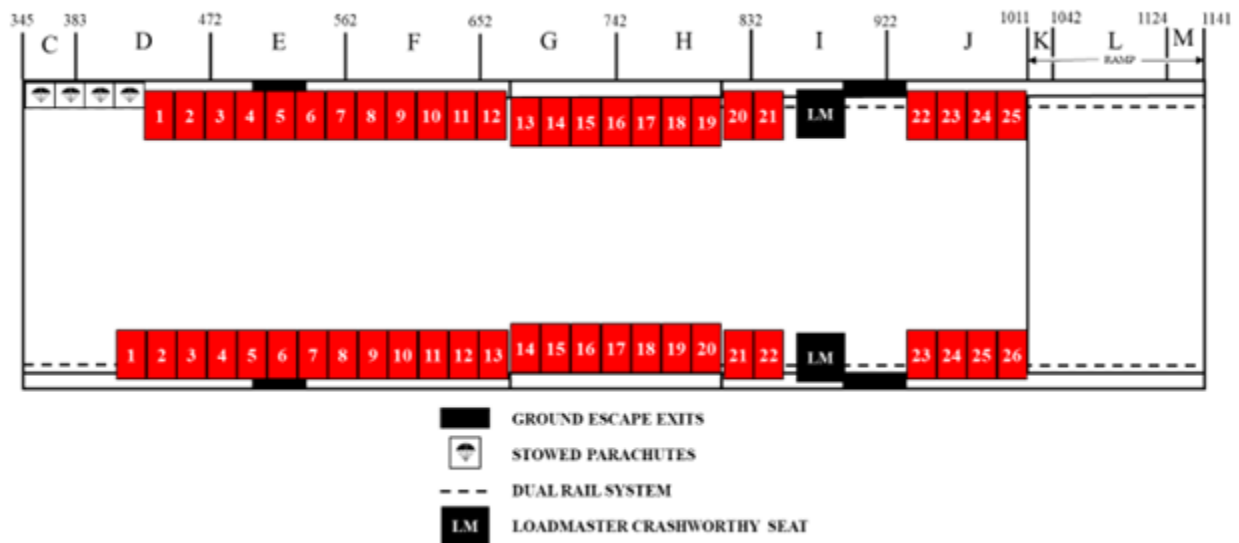 345 383 472 562 652 742 832 922 1011 1042 1124 1141
C D E F G H I J K L M
RAMP
1 2 3 4 5 6 7 8 9 10 11 12 13 14 15 16 17 18 19 20 21 LM 22 23 24 25
1 2 3 4 5 6 7 8 9 10 11 12 13 14 15 16 17 18 19 20 21 22 LM 23 24 25 26
GROUND ESCAPE EXITS
STOWED PARACHUTES
DUAL RAIL SYSTEM
LM LOADMASTER CRASHWORTHY SEAT